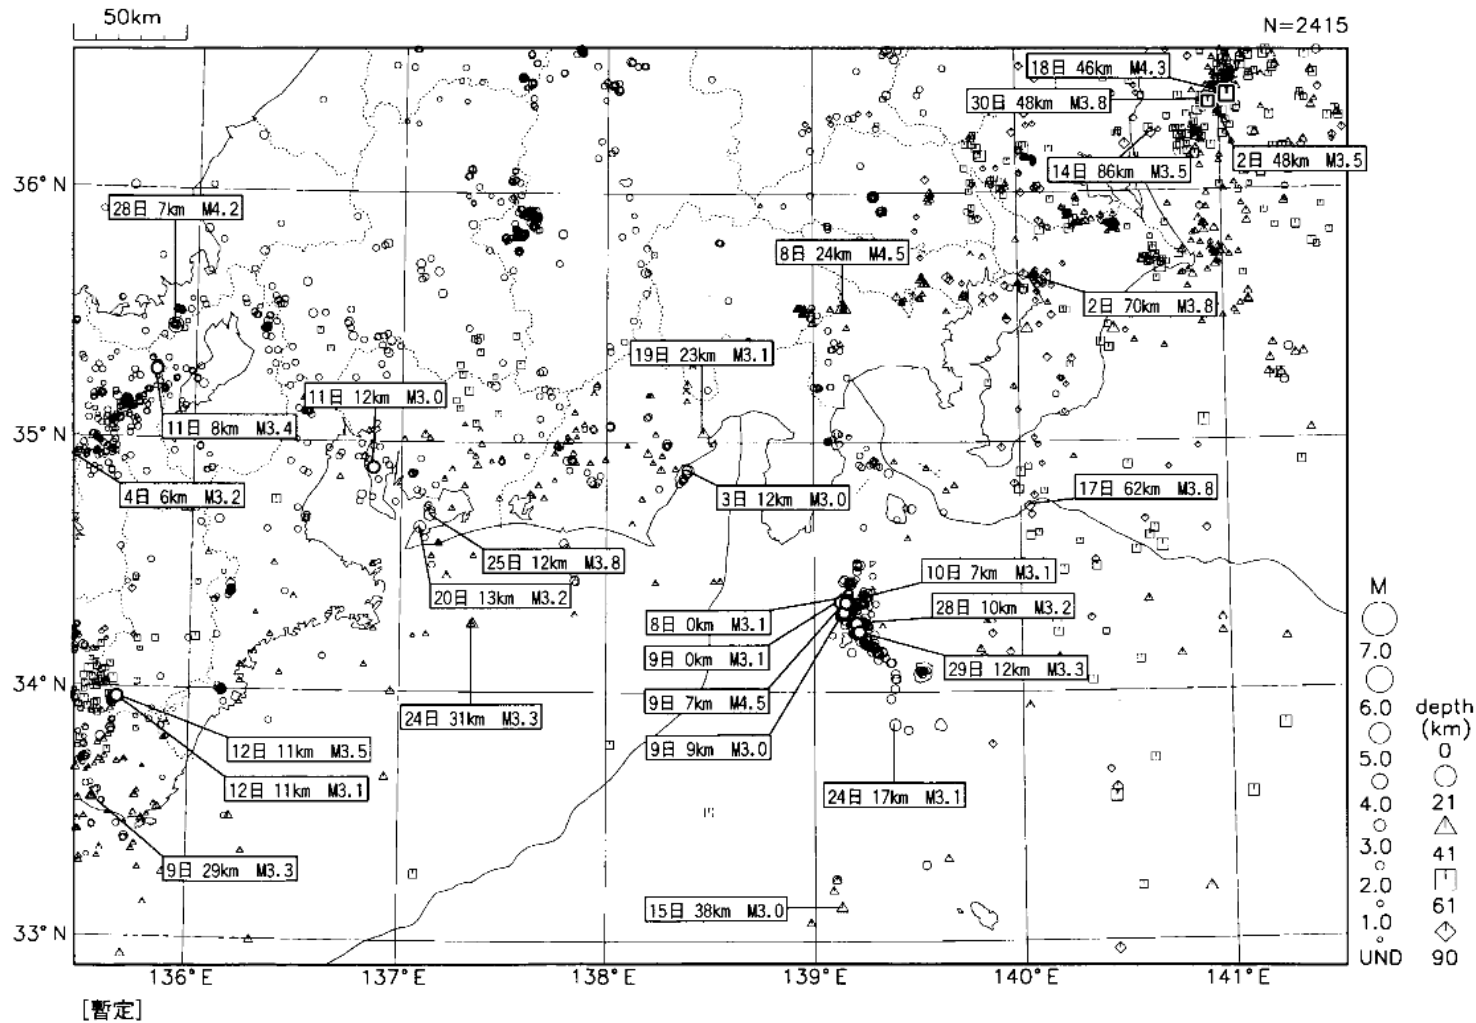 50km
N=2415
18日 46km M4.3
30日 48km M3.8
2日 48km M3.5
14日 86km M3.5
36°N
28日 7km M4.2
8日 24km M4.5
2日 70km M3.8
19日 23km M3.1
11日 12km M3.0
11日 8km M3.4
35°N
4日 6km M3.2
3日 12km M3.0
17日 62km M3.8
25日 12km M3.8
20日 13km M3.2
10日 7km M3.1
8日 0km M3.1
28日 10km M3.2
9日 0km M3.1
29日 12km M3.3
34°N
9日 7km M4.5
24日 31km M3.3
12日 11km M3.5
9日 9km M3.0
12日 11km M3.1
24日 17km M3.1
9日 29km M3.3
15日 38km M3.0
33°N
136°E
137°E
138°E
139°E
140°E
141°E
M
7.0
6.0
5.0
4.0
3.0
2.0
1.0
UND
depth
(km)
0
21
41
61
90
[暫定]